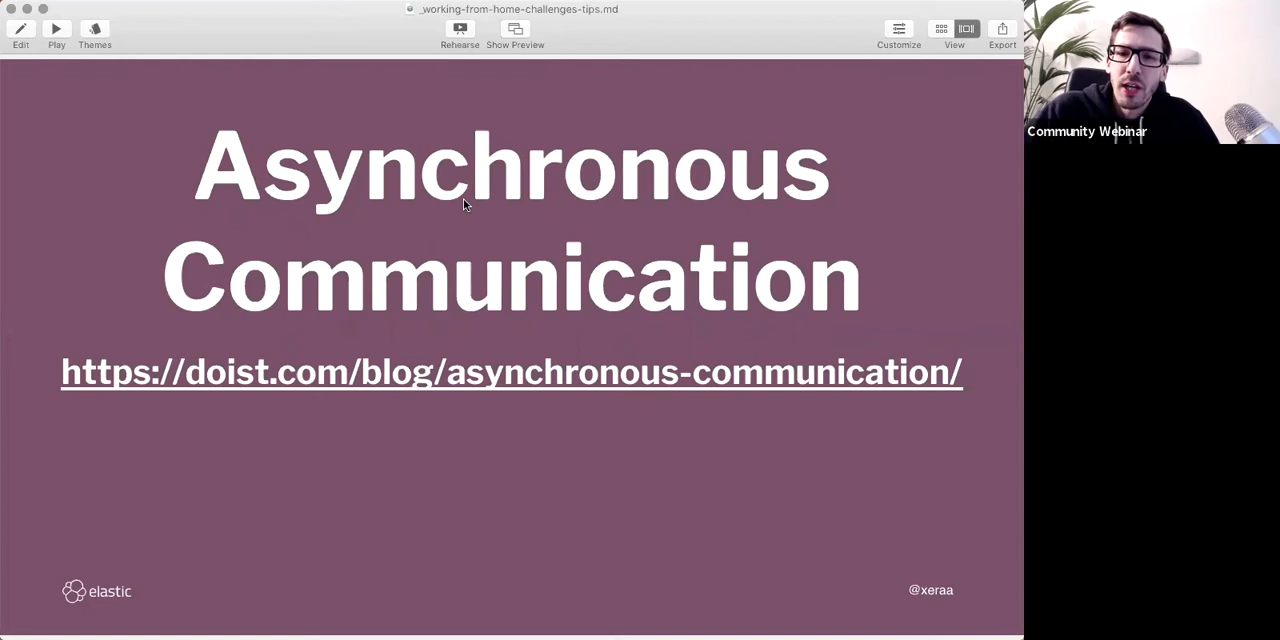 _working-from-home-challenges-tips.md
Edit
Play
Themes
Rehearse
Show Preview
Customize
View
Export
Community Webinar
Asynchronous
Communication
https://doist.com/blog/asynchronous-communication/
elastic
@xeraa